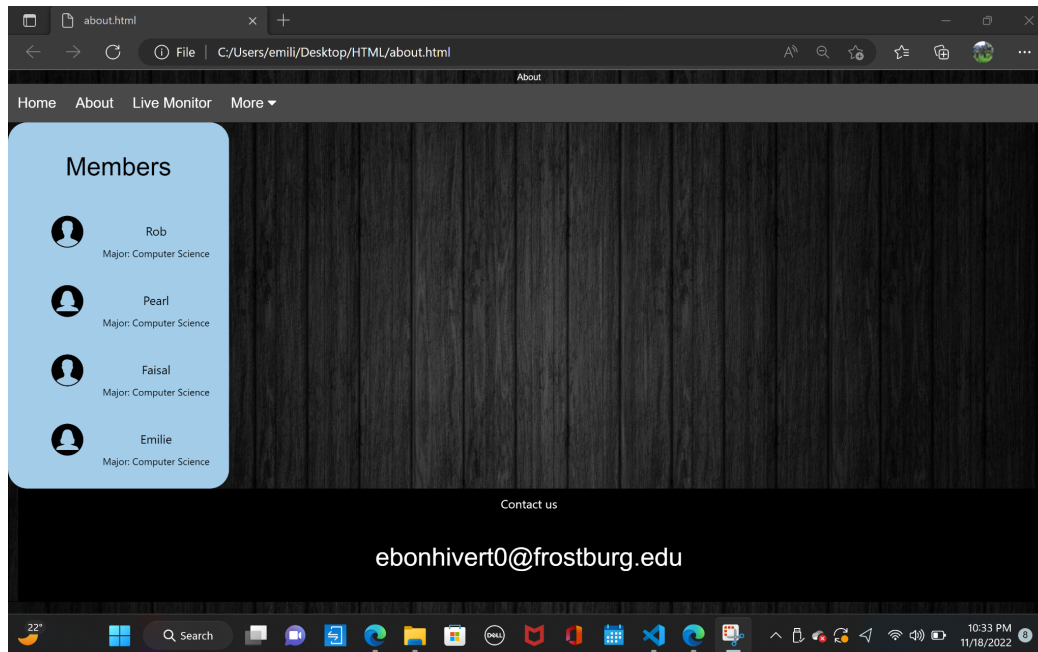 about.html
File | C:/Users/emili/Desktop/HTML/about.html
About
Home About Live Monitor More
Members
Rob
Major: Computer Science
Pearl
Major: Computer Science
Faisal
Major: Computer Science
Emilie
Major: Computer Science
Contact us
ebonhivert0@frostburg.edu
22°
Search
DELL
10:33 PM
11/18/2022
8